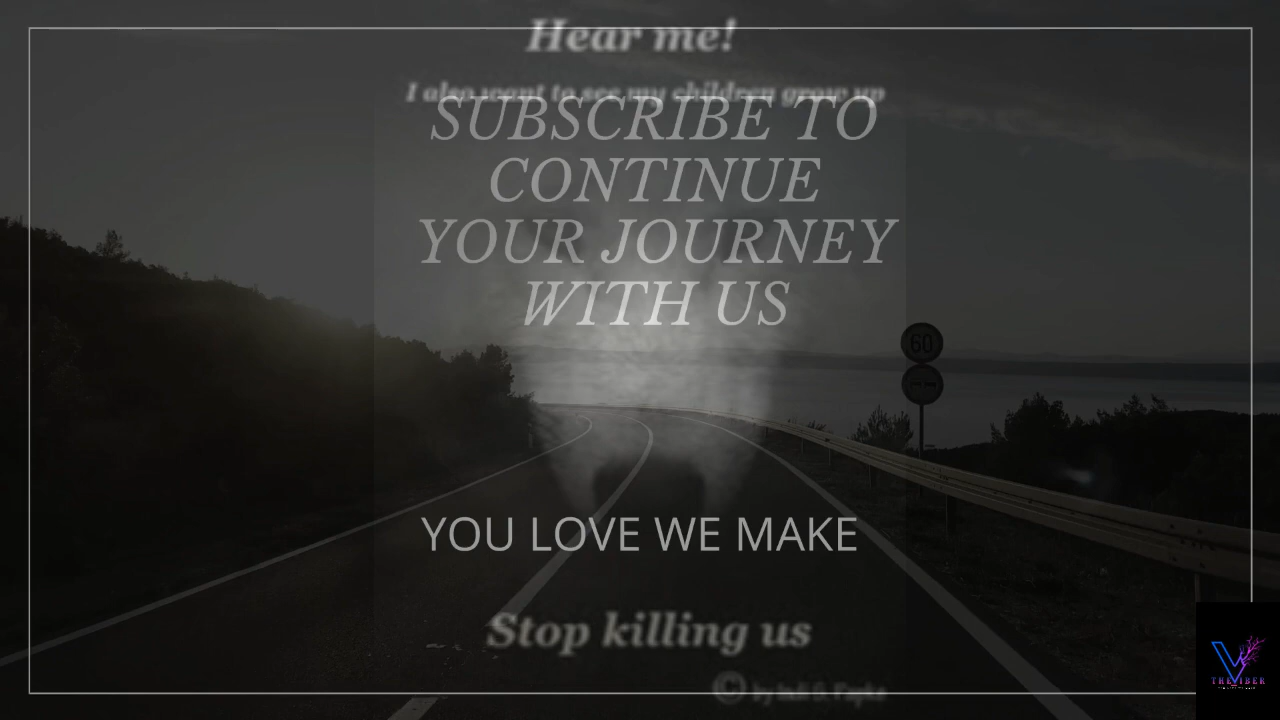 Hear me!
I also want to see my children grow up
SUBSCRIBE TO
CONTINUE
YOUR JOURNEY
WITH US
60
YOU LOVE WE MAKE
Stop killing us
©
THE VIBER